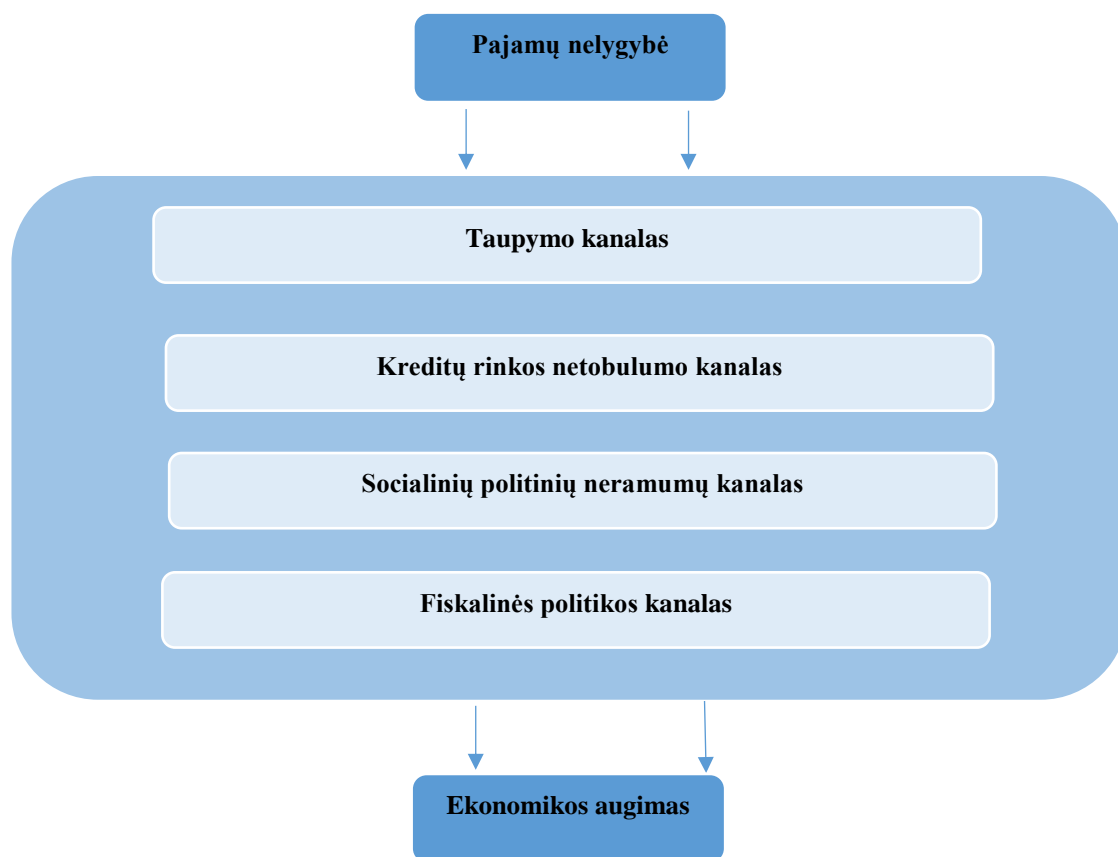 Pajamų nelygybė
Taupymo kanalas
Kreditų rinkos netobulumo kanalas
Socialinių politinių neramumų kanalas
Fiskalinės politikos kanalas
Ekonomikos augimas